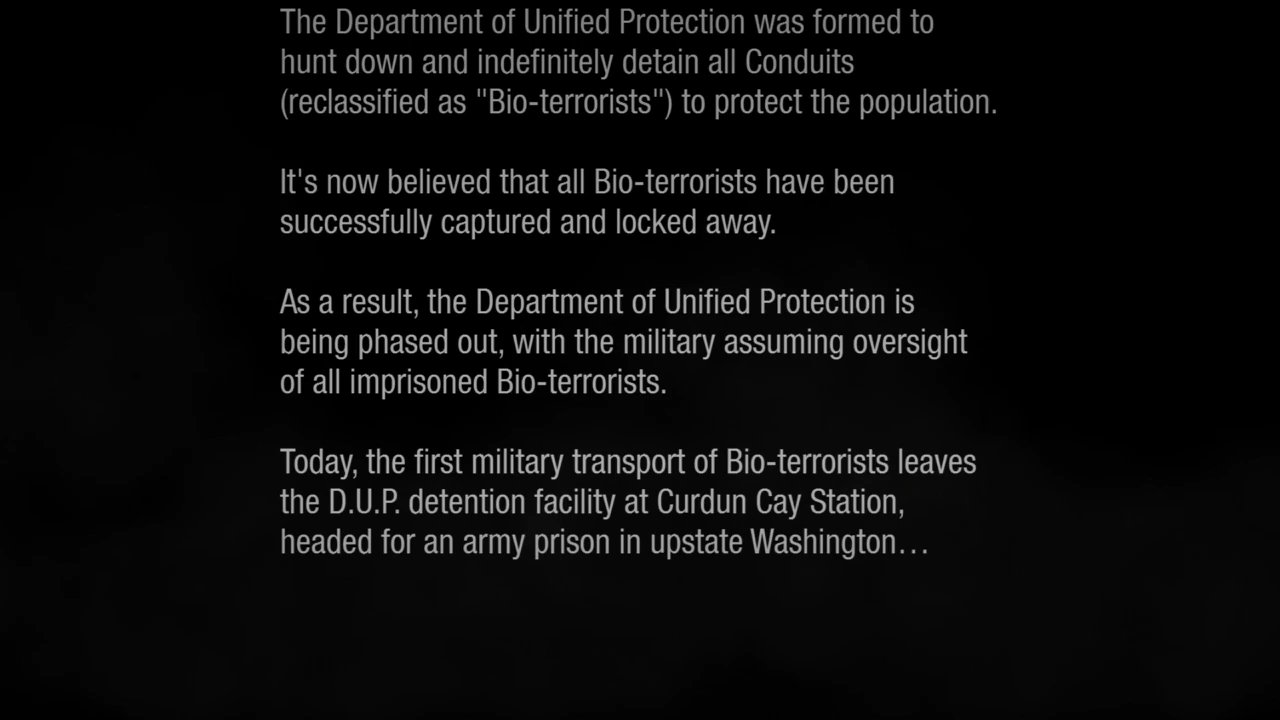 The Department of Unified Protection was formed to
hunt down and indefinitely detain all Conduits
(reclassified as "Bio-terrorists") to protect the population.
It's now believed that all Bio-terrorists have been
successfully captured and locked away.
As a result, the Department of Unified Protection is
being phased out, with the military assuming oversight
of all imprisoned Bio-terrorists.
Today, the first military transport of Bio-terrorists leaves
the D.U.P. detention facility at Curdun Cay Station,
headed for an army prison in upstate Washington…